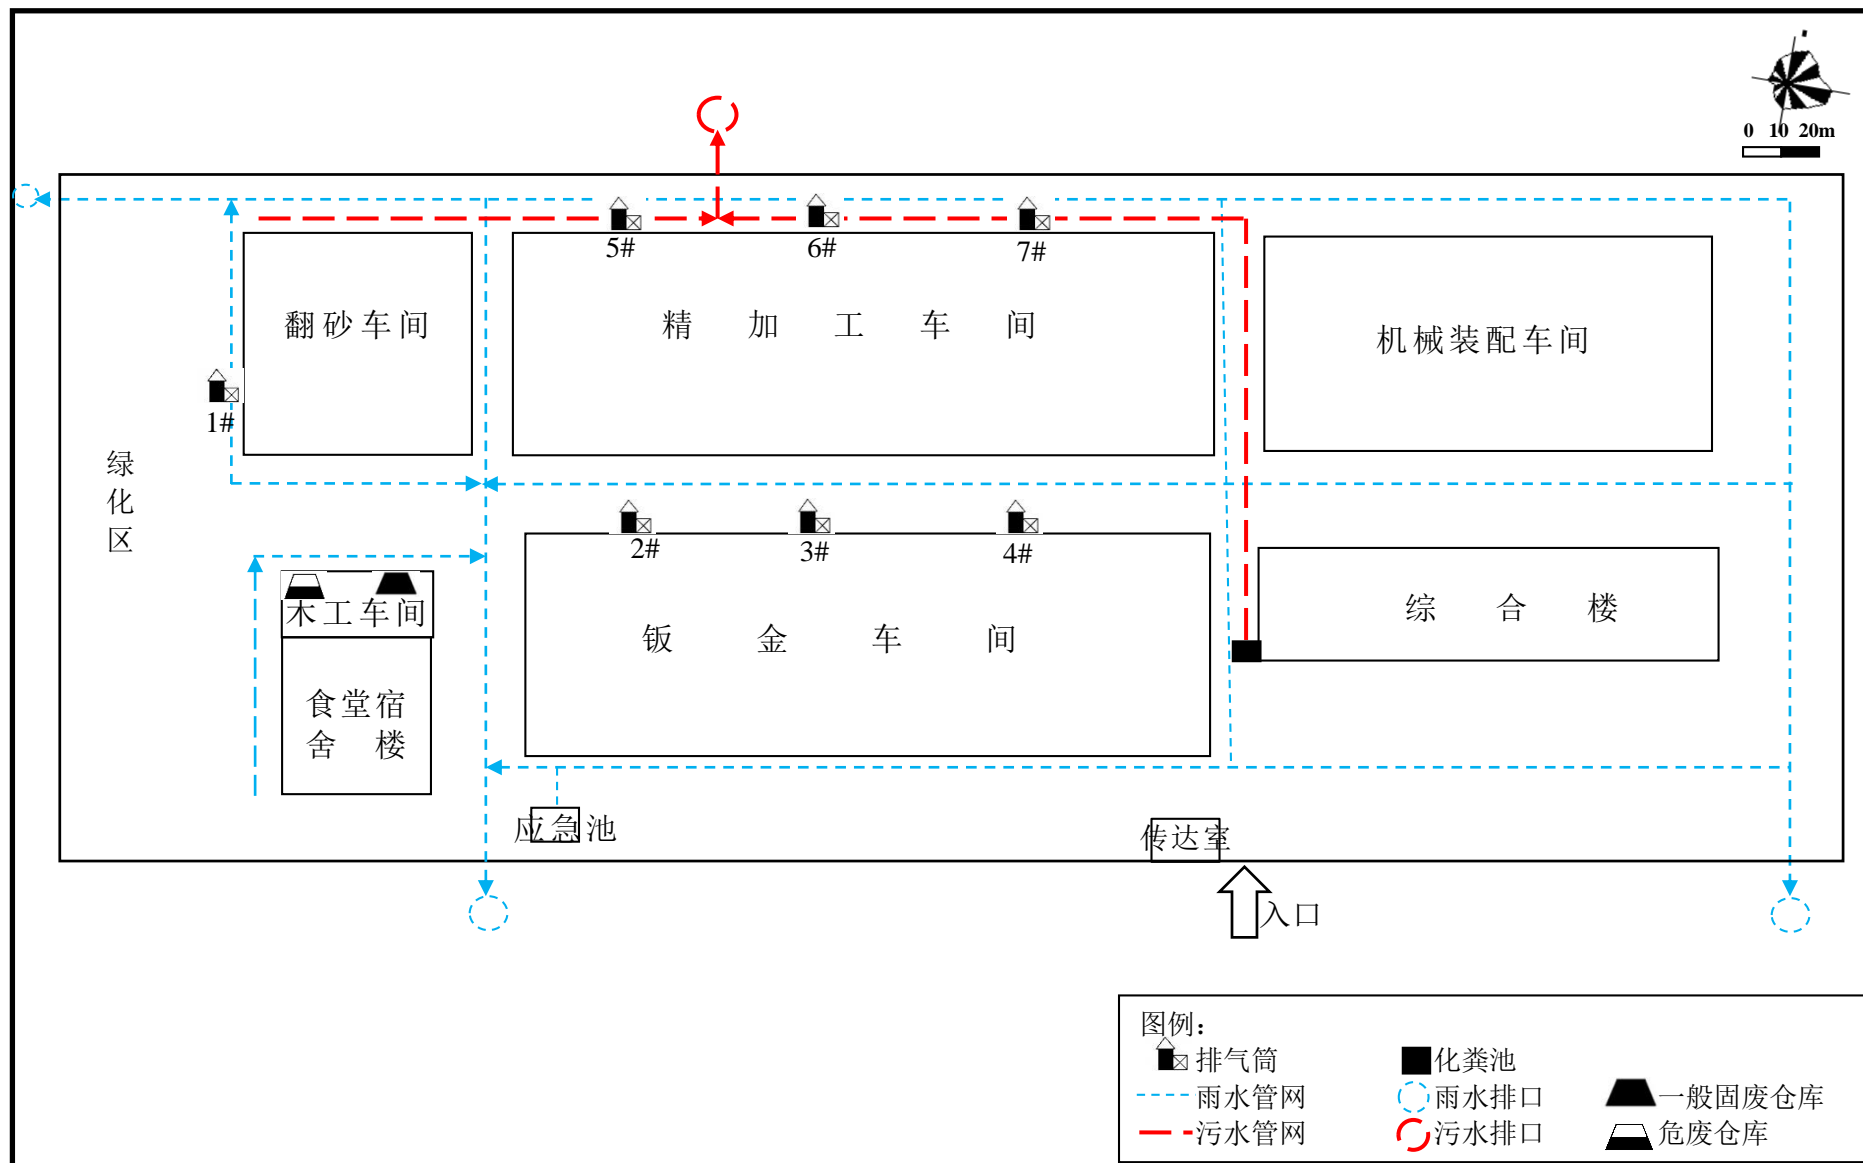 0 10 20m
5#
6#
7#
翻砂车间
精加工车间
机械装配车间
1#
绿
化
区
2#
3#
4#
木工车间
钣金车间
综合楼
食堂宿
舍楼
应急池
传达室
入口
图例：
排气筒
化粪池
雨水管网
雨水排口
一般固废仓库
污水管网
污水排口
危废仓库